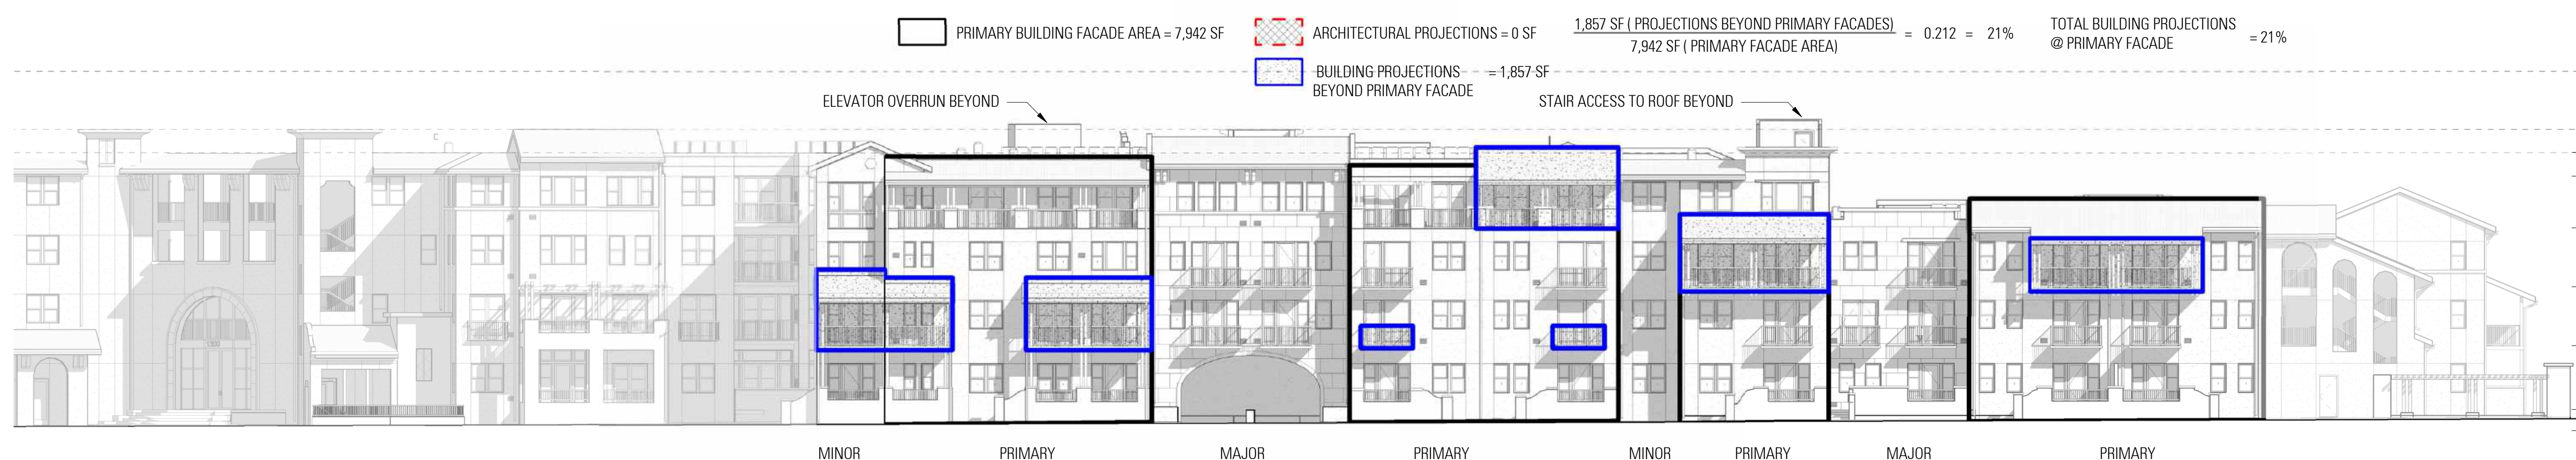 PRIMARY BUILDING FACADE AREA = 7,942 SF
ARCHITECTURAL PROJECTIONS = 0 SF
BUILDING PROJECTIONS = 1,857 SF
BEYOND PRIMARY FACADE
1,857 SF ( PROJECTIONS BEYOND PRIMARY FACADES)
7,942 SF ( PRIMARY FACADE AREA)
= 0.212 = 21%
TOTAL BUILDING PROJECTIONS
@ PRIMARY FACADE = 21%
ELEVATOR OVERRUN BEYOND
STAIR ACCESS TO ROOF BEYOND
MINOR PRIMARY MAJOR PRIMARY MINOR PRIMARY MAJOR PRIMARY